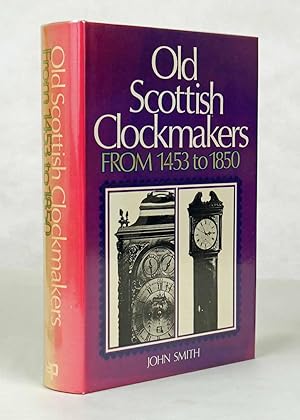 Old
Scottish
Clockmakers
FROM 1453 to 1850
JOHN SMITH
Old Scottish Clockmakers
From 1453 to 1850